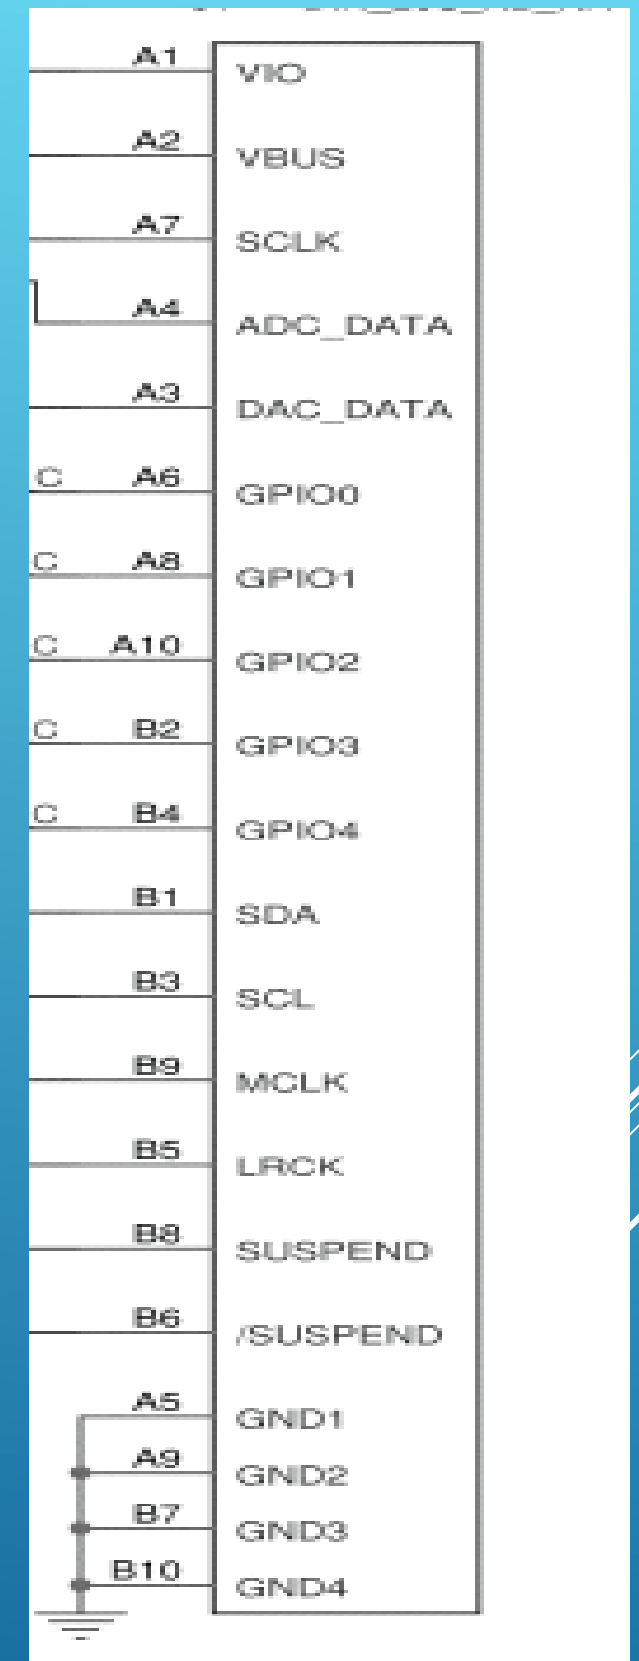 A1 VIO
A2 VBUS
A7 SCLK
A4 ADC_DATA
A3 DAC_DATA
C A6 GPIO0
C A8 GPIO1
C A10 GPIO2
C B2 GPIO3
C B4 GPIO4
B1 SDA
B3 SCL
B9 MCLK
B5 LRCK
B8 SUSPEND
B6 /SUSPEND
A5 GND1
A9 GND2
B7 GND3
B10 GND4